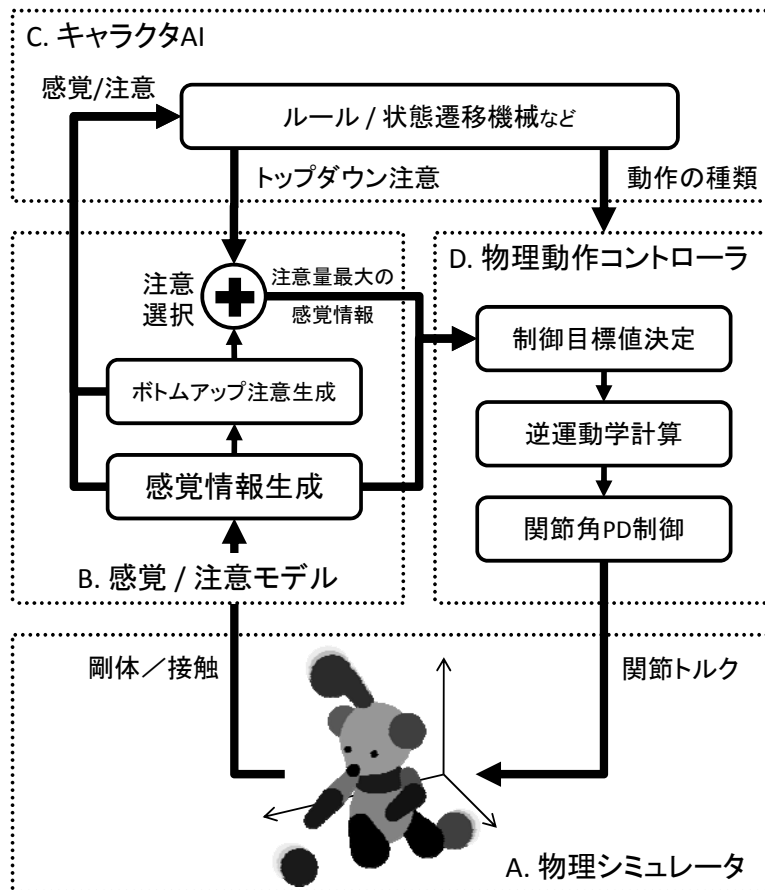 C. キャラクタAI
感覚/注意
ルール / 状態遷移機械など
トップダウン注意
動作の種類
D. 物理動作コントローラ
注意
選択
注意量最大の
感覚情報
制御目標値決定
ボトムアップ注意生成
逆運動学計算
感覚情報生成
関節角PD制御
B. 感覚 / 注意モデル
剛体／接触
関節トルク
A. 物理シミュレータ